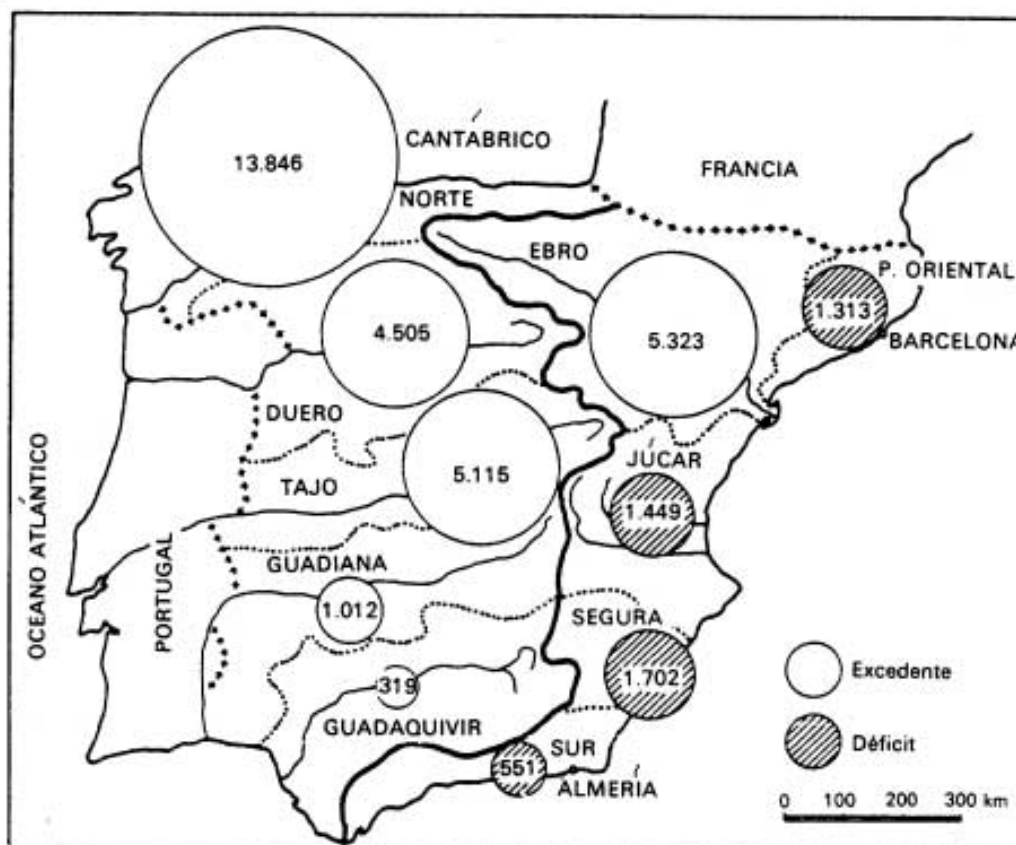 CANTÁBRICO
13.846
FRANCIA
NORTE
EBRO
P. ORIENTAL
1.313
4.505
5.323
BARCELONA
DUERO
JÚCAR
5.115
TAJO
1.449
OCEANO ATLÁNTICO
PORTUGAL
GUADIANA
1.012
SEGURA
Excedente
1.702
319
GUADAQUIVIR
Déficit
SUR
551
ALMERÍA
0 100 200 300 km